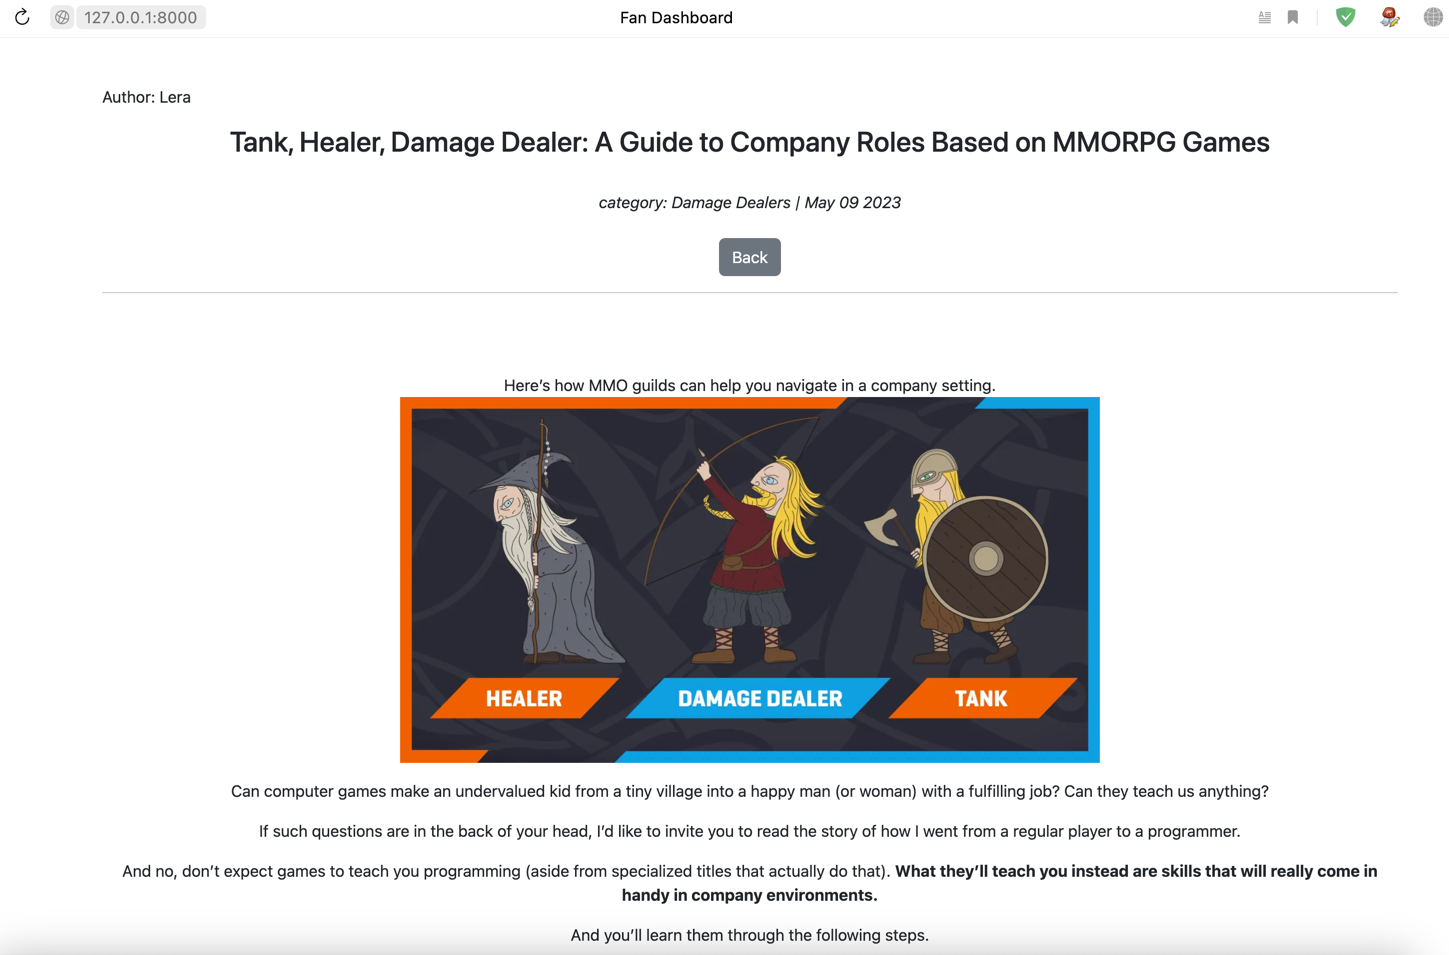 127.0.0.1:8000
Fan Dashboard
Author: Lera
Tank, Healer, Damage Dealer: A Guide to Company Roles Based on MMORPG Games
category: Damage Dealers | May 09 2023
Back
Here’s how MMO guilds can help you navigate in a company setting.
HEALER
DAMAGE DEALER
TANK
Can computer games make an undervalued kid from a tiny village into a happy man (or woman) with a fulfilling job? Can they teach us anything?
If such questions are in the back of your head, I’d like to invite you to read the story of how I went from a regular player to a programmer.
And no, don’t expect games to teach you programming (aside from specialized titles that actually do that). What they’ll teach you instead are skills that will really come in
handy in company environments.
And you’ll learn them through the following steps.